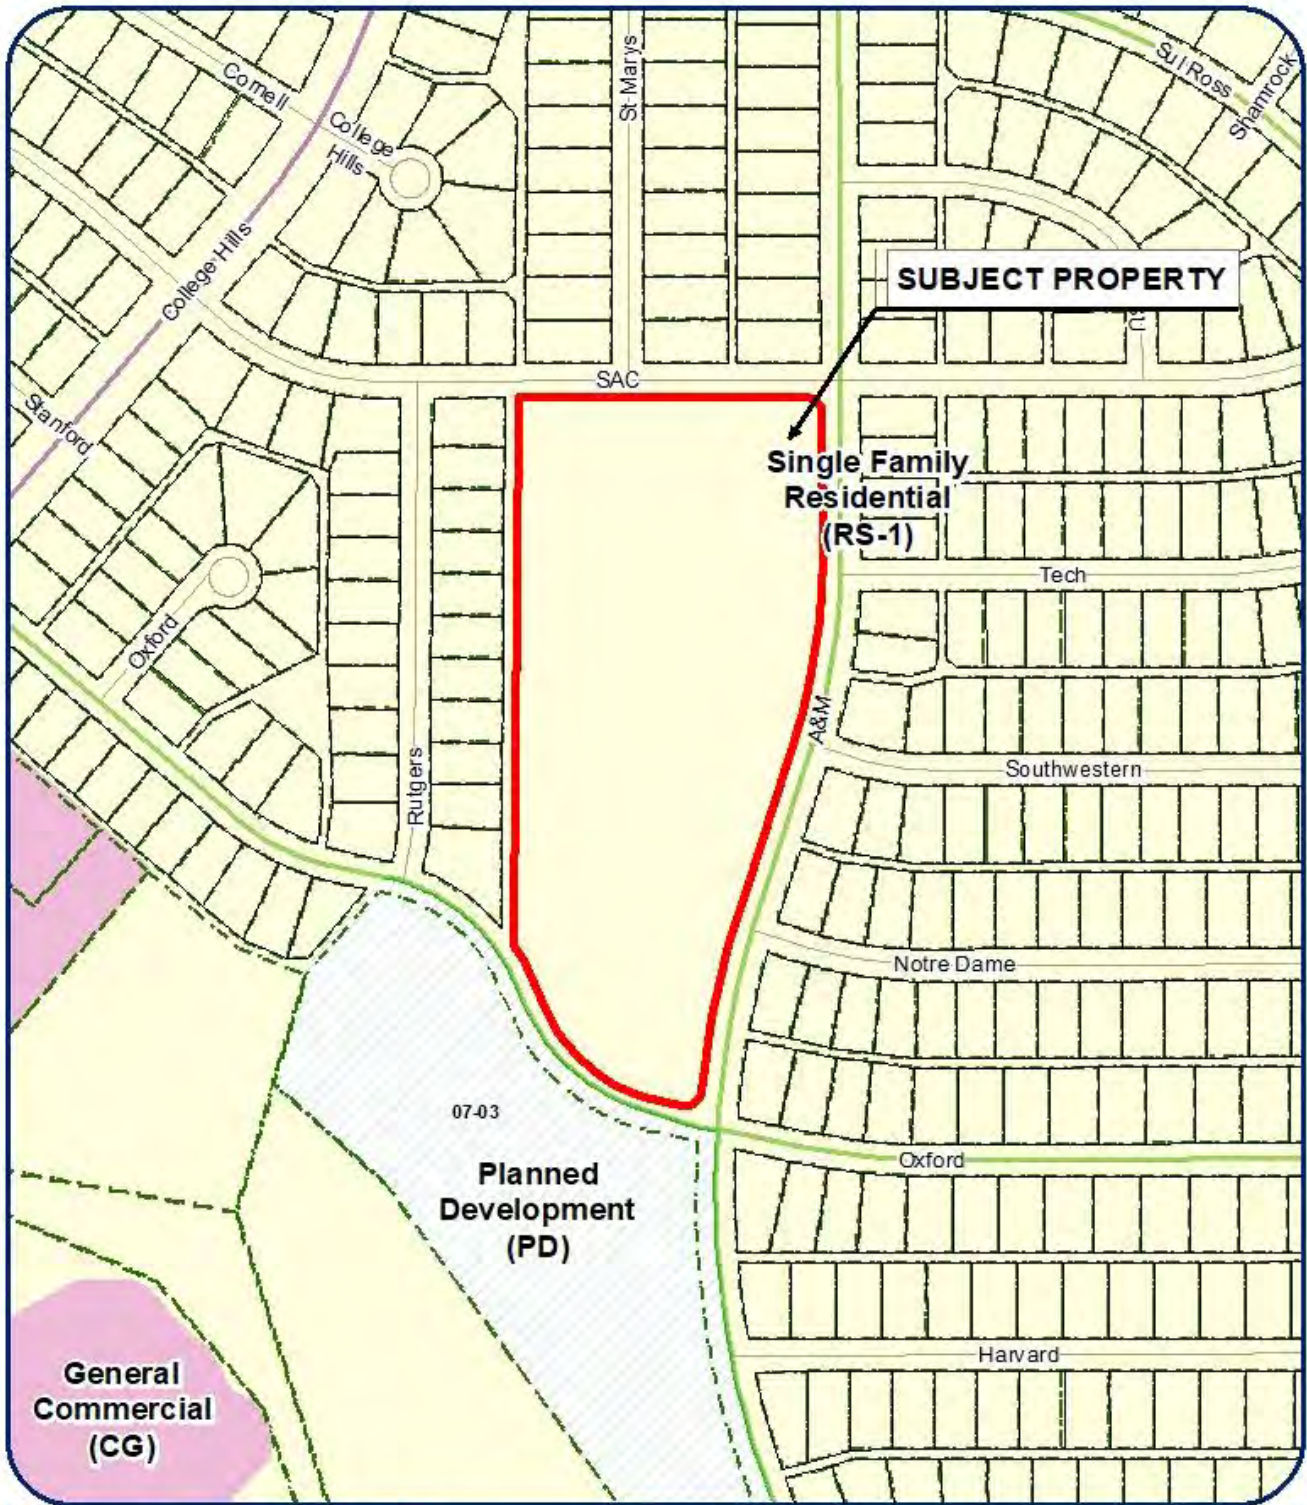 Cornell
College
Hills
St Marys
Sul Ross
Shamrock
College Hills
SUBJECT PROPERTY
SAC
Stanford
Single Family
Residential
(RS-1)
Tech
Oxford
A&M
Rutgers
Southwestern
Notre Dame
07-03
Planned
Development
(PD)
Oxford
Harvard
General
Commercial
(CG)